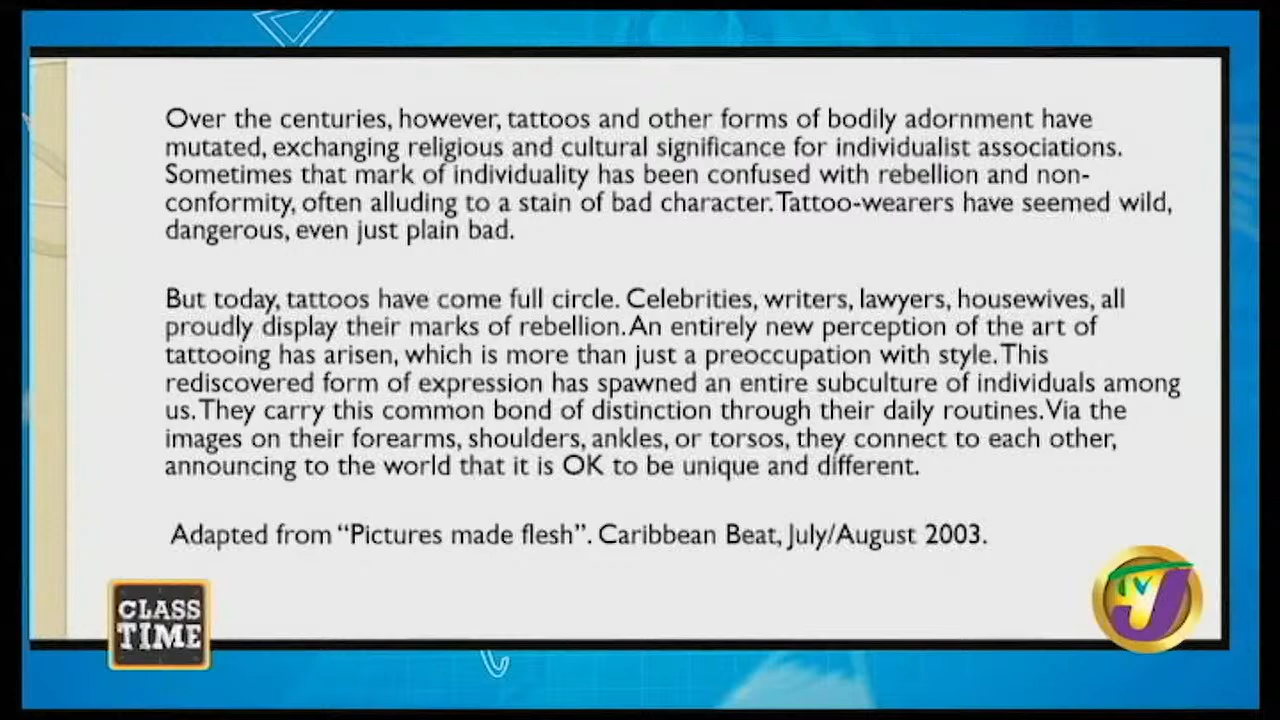 Over the centuries, however, tattoos and other forms of bodily adornment have
mutated, exchanging religious and cultural significance for individualist associations.
Sometimes that mark of individuality has been confused with rebellion and non-
conformity, often alluding to a stain of bad character. Tattoo-wearers have seemed wild,
dangerous, even just plain bad.
But today, tattoos have come full circle. Celebrities, writers, lawyers, housewives, all
proudly display their marks of rebellion. An entirely new perception of the art of
tattooing has arisen, which is more than just a preoccupation with style. This
rediscovered form of expression has spawned an entire subculture of individuals among
us. They carry this common bond of distinction through their daily routines. Via the
images on their forearms, shoulders, ankles, or torsos, they connect to each other,
announcing to the world that it is OK to be unique and different.
Adapted from “Pictures made flesh”. Caribbean Beat, July/August 2003.
CLASS
TIME
TVJ